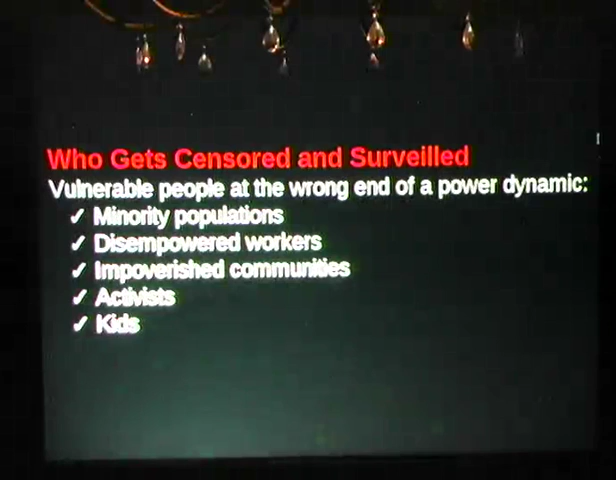 Who Gets Censored and Surveilled
Vulnerable people at the wrong end of a power dynamic:
✓ Minority populations
✓ Disempowered workers
✓ Impoverished communities
✓ Activists
✓ Kids